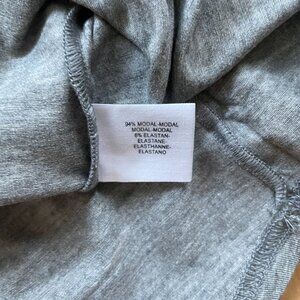 94% MODAL-MODAL
MODAL-MODAL
6% ELASTAN-
ELASTANE-
ELASTHANNE-
ELASTANO